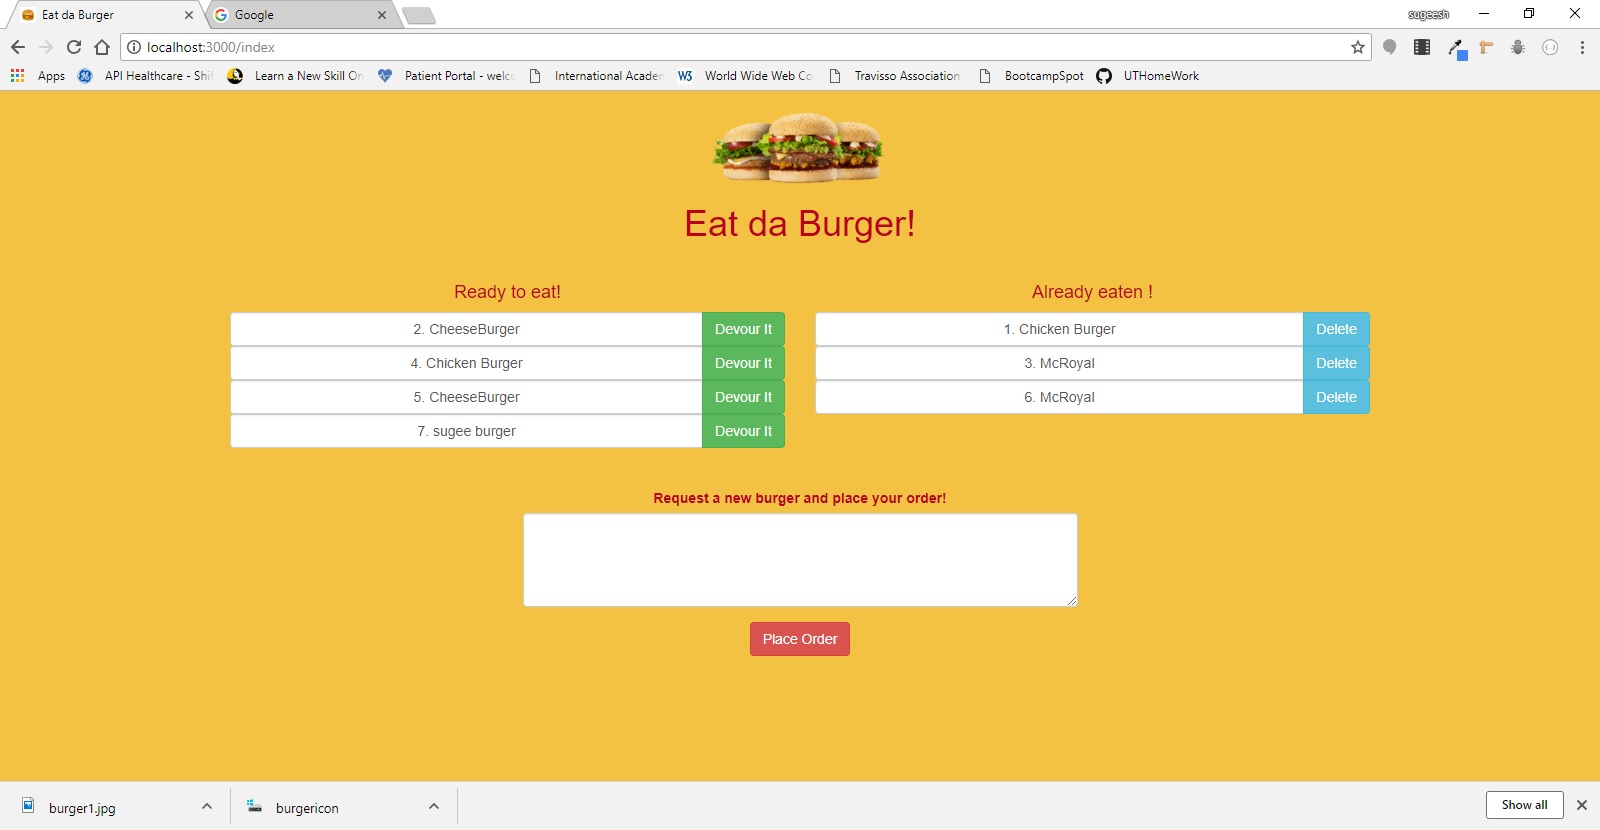 Eat da Burger
Google
sugeesh
localhost:3000/index
Apps
API Healthcare - Shif
Learn a New Skill On
Patient Portal - welc
International Acader
W3
World Wide Web Co
Travisso Association
BootcampSpot
UTHomeWork
Eat da Burger!
Ready to eat!
2. CheeseBurger Devour It
4. Chicken Burger Devour It
5. CheeseBurger Devour It
7. sugee burger Devour It
Already eaten !
1. Chicken Burger Delete
3. McRoyal Delete
6. McRoyal Delete
Request a new burger and place your order!
Place Order
burger1.jpg
burgericon
Show all